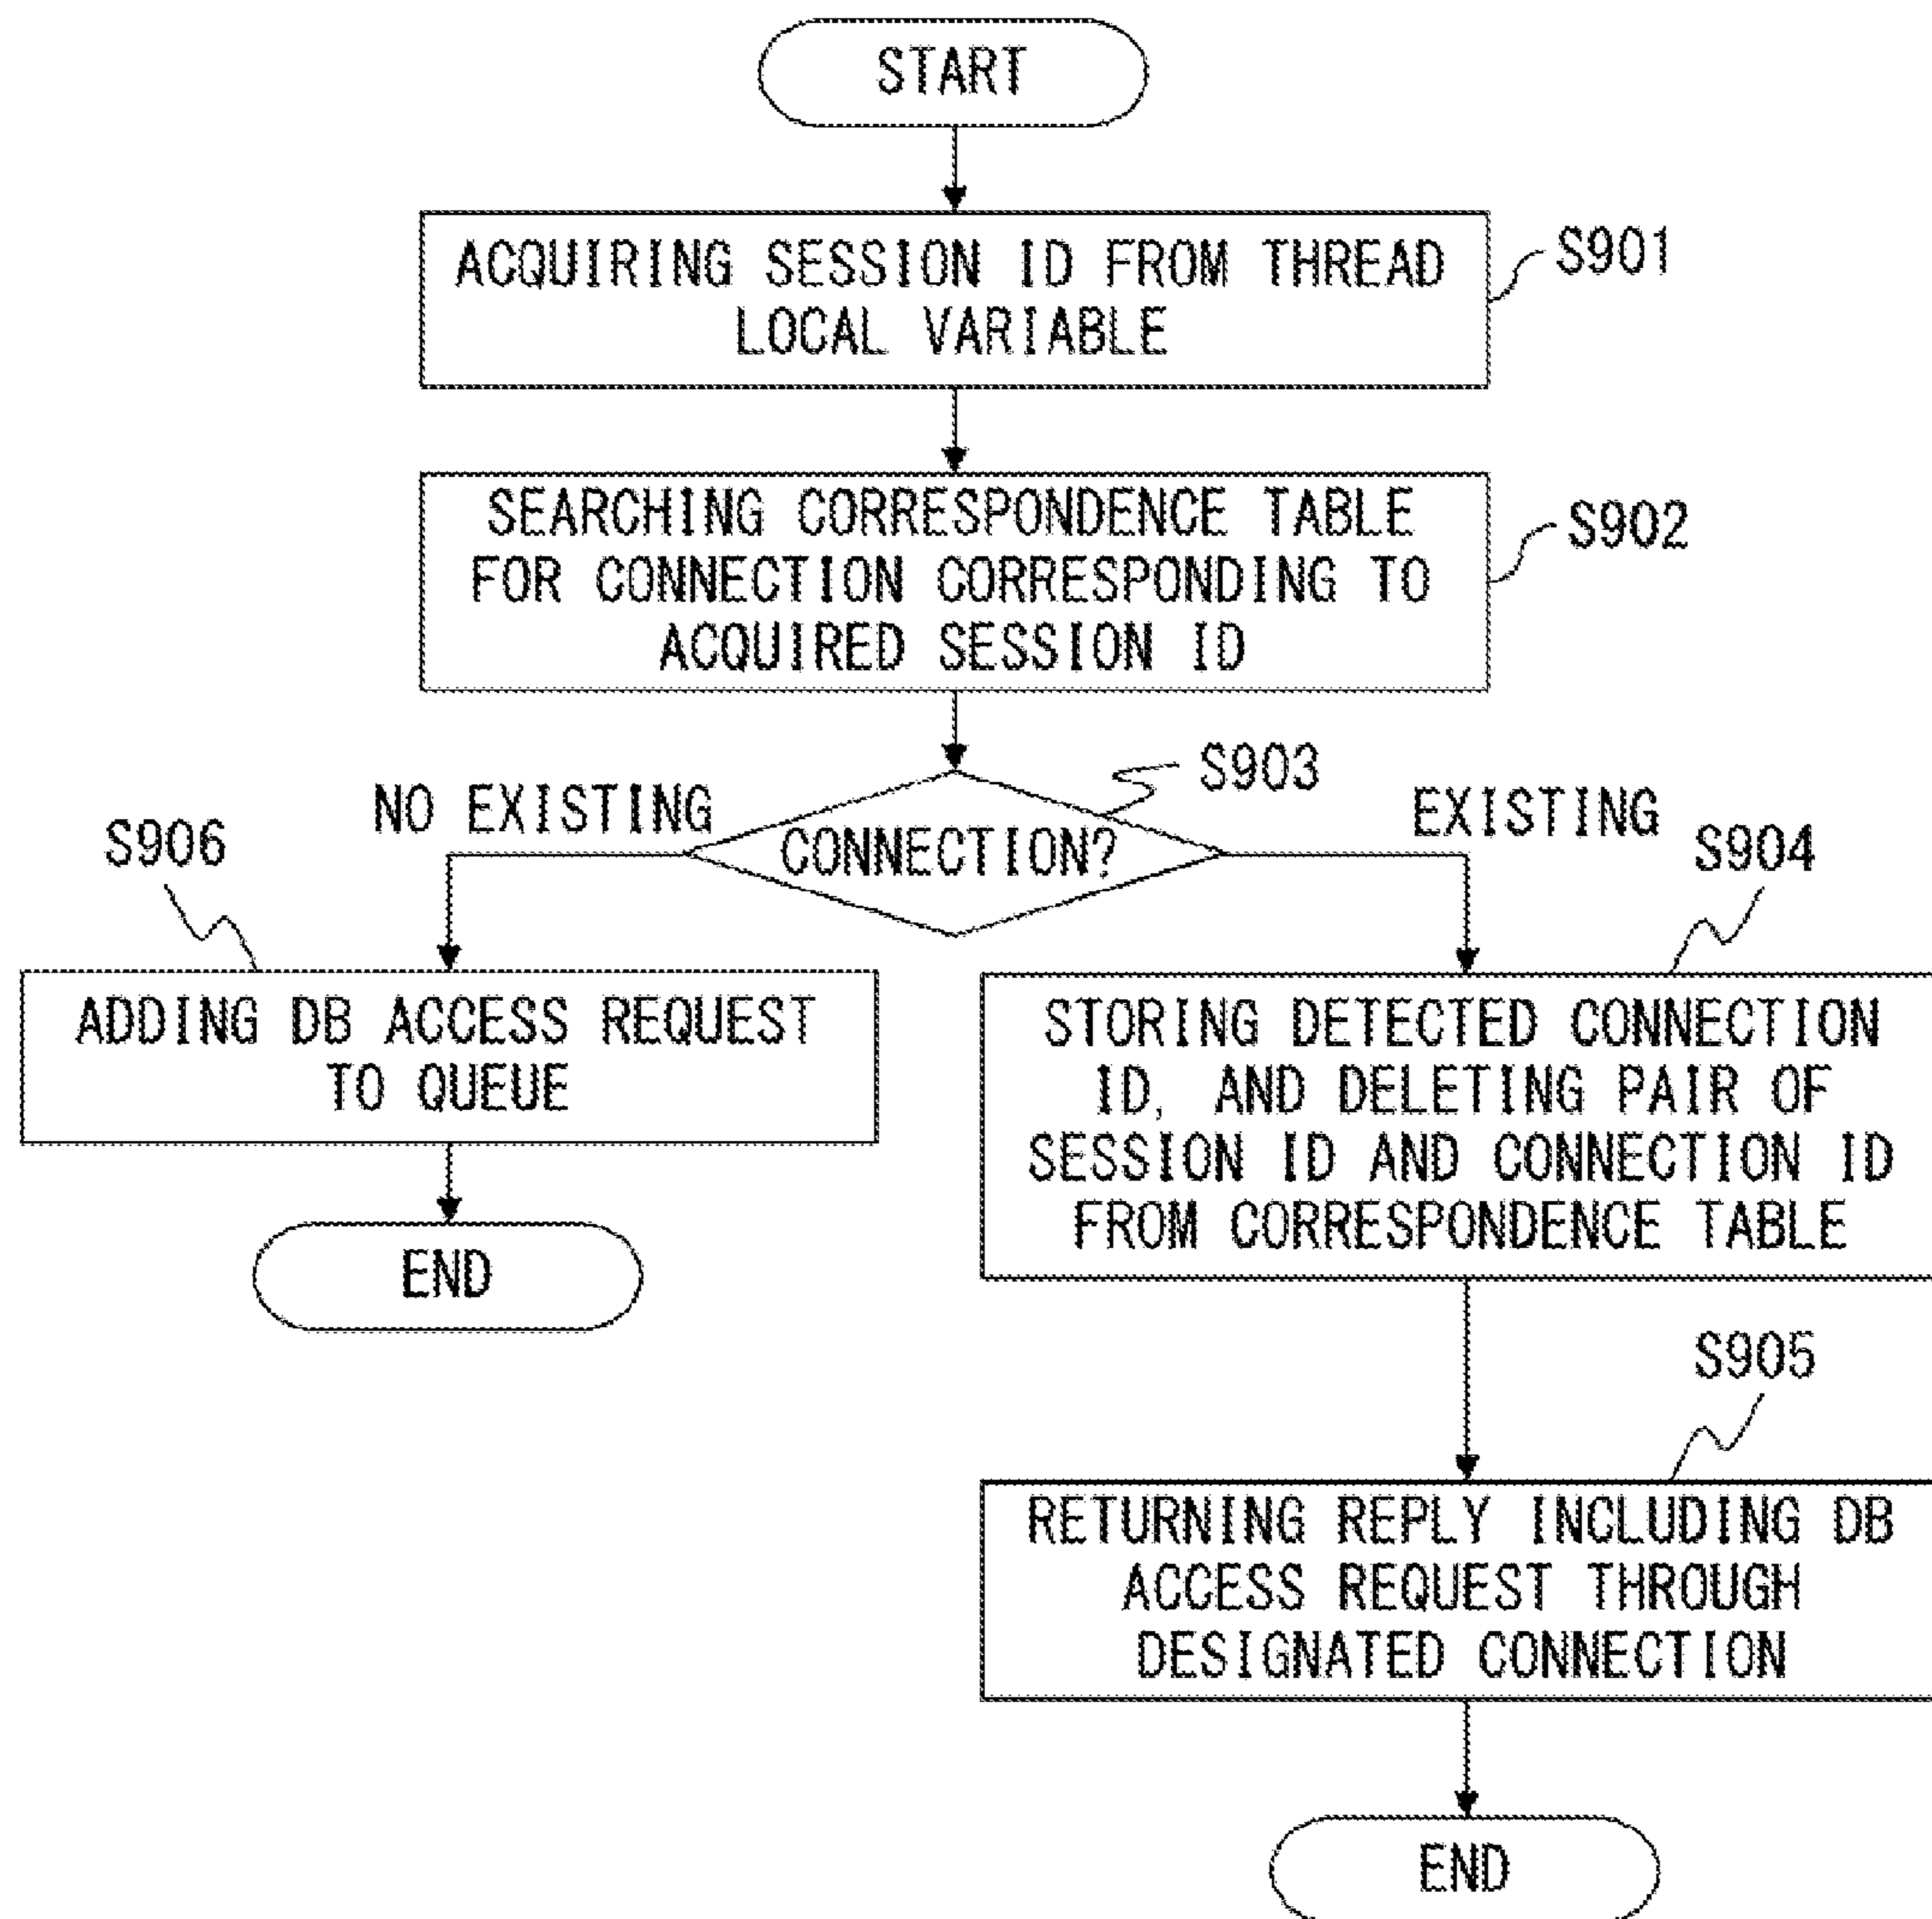 START
ACQUIRING SESSION ID FROM THREAD
LOCAL VARIABLE
S901
SEARCHING CORRESPONDENCE TABLE
FOR CONNECTION CORRESPONDING TO
ACQUIRED SESSION ID
S902
S903
CONNECTION?
NO EXISTING
EXISTING
S906
ADDING DB ACCESS REQUEST
TO QUEUE
END
S904
STORING DETECTED CONNECTION
ID, AND DELETING PAIR OF
SESSION ID AND CONNECTION ID
FROM CORRESPONDENCE TABLE
S905
RETURNING REPLY INCLUDING DB
ACCESS REQUEST THROUGH
DESIGNATED CONNECTION
END